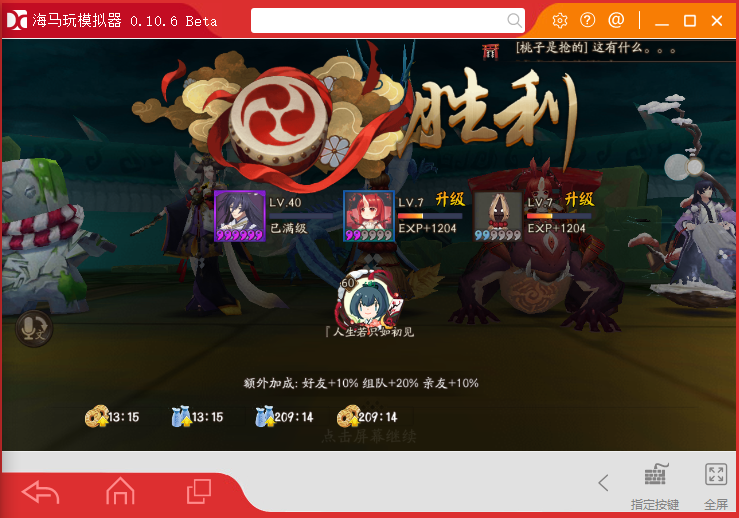 海马玩模拟器 0.10.6 Beta
[桃子是抢的] 这有什么。。。
胜利
LV.40
已满级
LV.7 升级
EXP+1204
LV.7 升级
EXP+1204
60
『人生若只如初见
额外加成: 好友+10% 组队+20% 亲友+10%
13:15 13:15 209:14 209:14
点击屏幕继续
指定按键 全屏